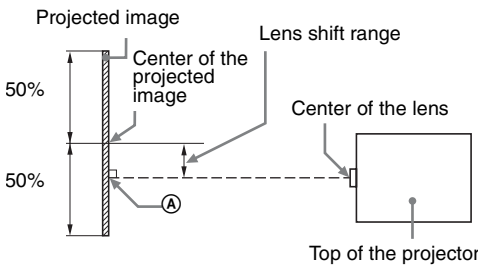 Projected image
Lens shift range
Center of the
projected
image
50%
Center of the lens
50%
A
Top of the projector